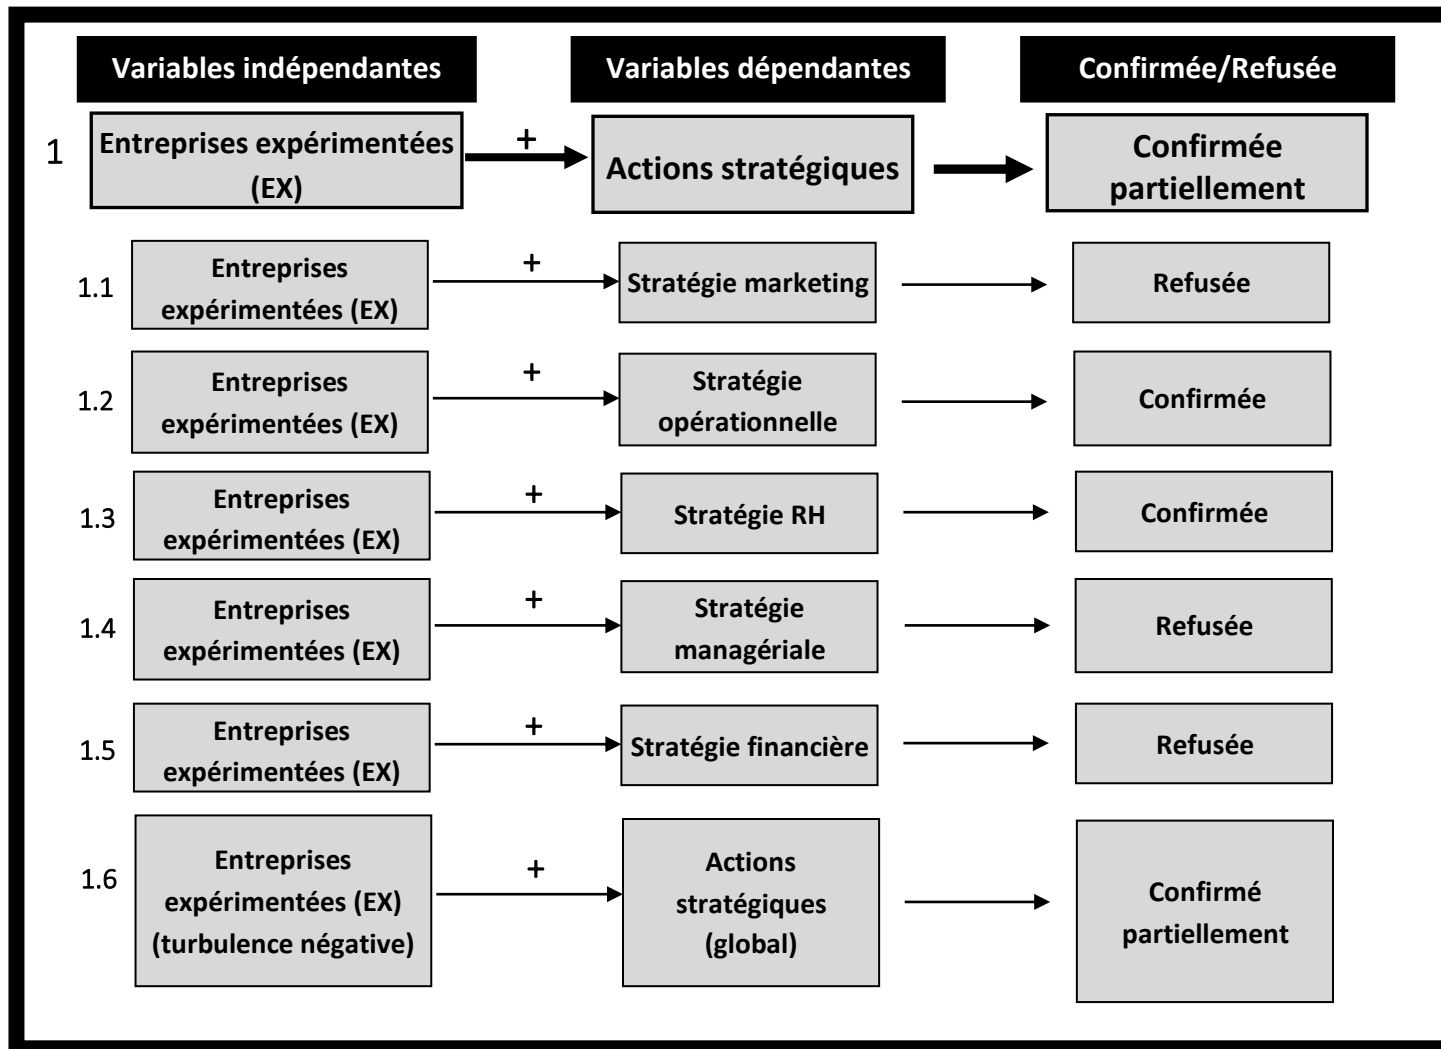 Variables indépendantes
Variables dépendantes
Confirmée/Refusée
1
Entreprises expérimentées
(EX)
+
Actions stratégiques
Confirmée
partiellement
1.1
Entreprises
expérimentées (EX)
+
Stratégie marketing
Refusée
1.2
Entreprises
expérimentées (EX)
+
Stratégie
opérationnelle
Confirmée
1.3
Entreprises
expérimentées (EX)
+
Stratégie RH
Confirmée
1.4
Entreprises
expérimentées (EX)
+
Stratégie
managériale
Refusée
1.5
Entreprises
expérimentées (EX)
+
Stratégie financière
Refusée
1.6
Entreprises
expérimentées (EX)
(turbulence négative)
+
Actions
stratégiques
(global)
Confirmé
partiellement